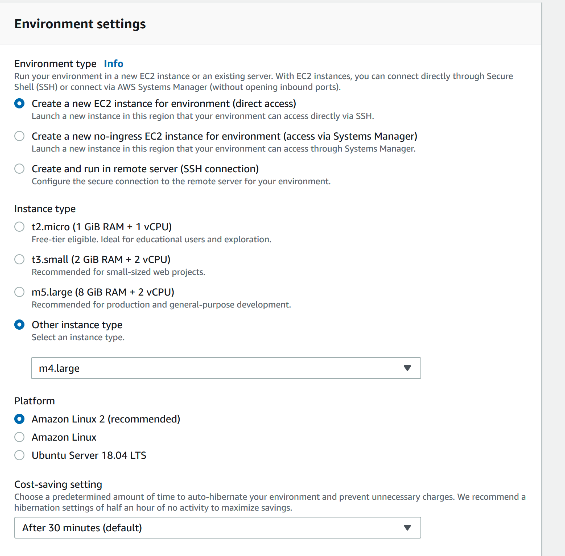 Environment settings
Environment type Info
Run your environment in a new EC2 instance or an existing server. With EC2 instances, you can connect directly through Secure
Shell (SSH) or connect via AWS Systems Manager (without opening inbound ports).
Create a new EC2 instance for environment (direct access)
Launch a new instance in this region that your environment can access directly via SSH.
Create a new no-ingress EC2 instance for environment (access via Systems Manager)
Launch a new instance in this region that your environment can access through Systems Manager.
Create and run in remote server (SSH connection)
Configure the secure connection to the remote server for your environment.
Instance type
t2.micro (1 GiB RAM + 1 vCPU)
Free-tier eligible. Ideal for educational users and exploration.
t3.small (2 GiB RAM + 2 vCPU)
Recommended for small-sized web projects.
m5.large (8 GiB RAM + 2 vCPU)
Recommended for production and general-purpose development.
Other instance type
Select an instance type.
m4.large
Platform
Amazon Linux 2 (recommended)
Amazon Linux
Ubuntu Server 18.04 LTS
Cost-saving setting
Choose a predetermined amount of time to auto-hibernate your environment and prevent unnecessary charges. We recommend a
hibernation settings of half an hour of no activity to maximize savings.
After 30 minutes (default)